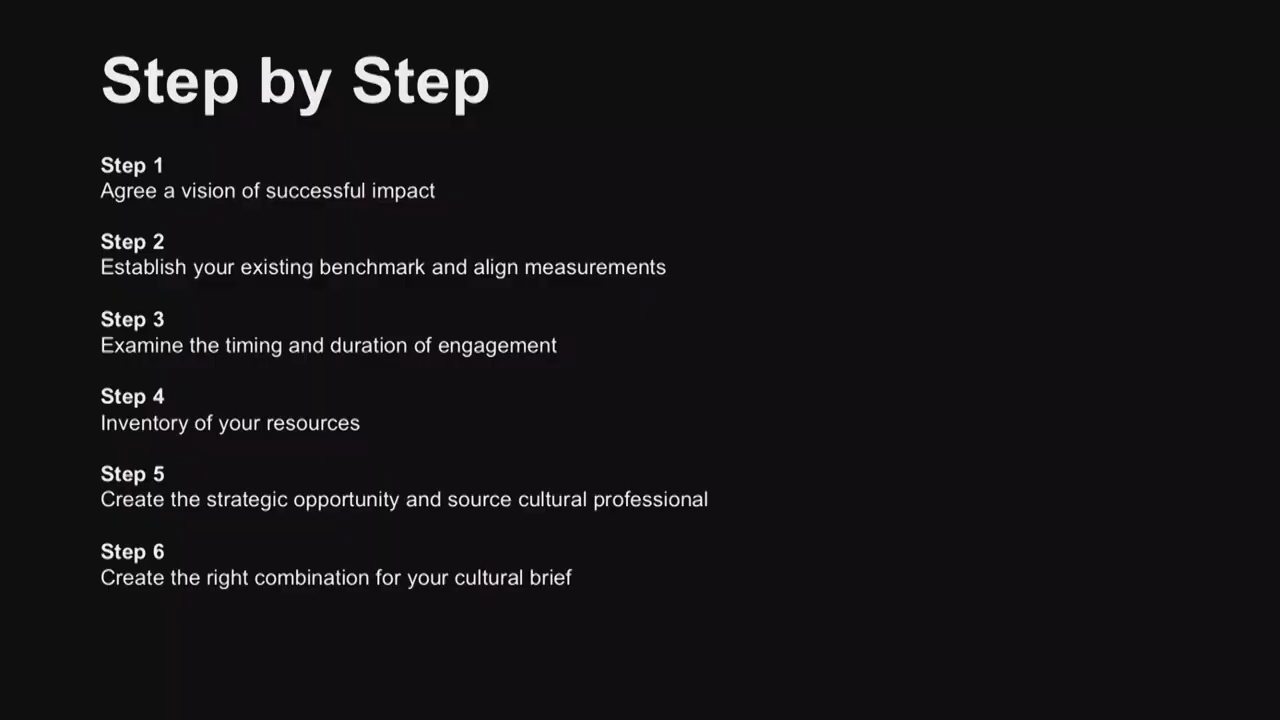 Step by Step
Step 1
Agree a vision of successful impact
Step 2
Establish your existing benchmark and align measurements
Step 3
Examine the timing and duration of engagement
Step 4
Inventory of your resources
Step 5
Create the strategic opportunity and source cultural professional
Step 6
Create the right combination for your cultural brief